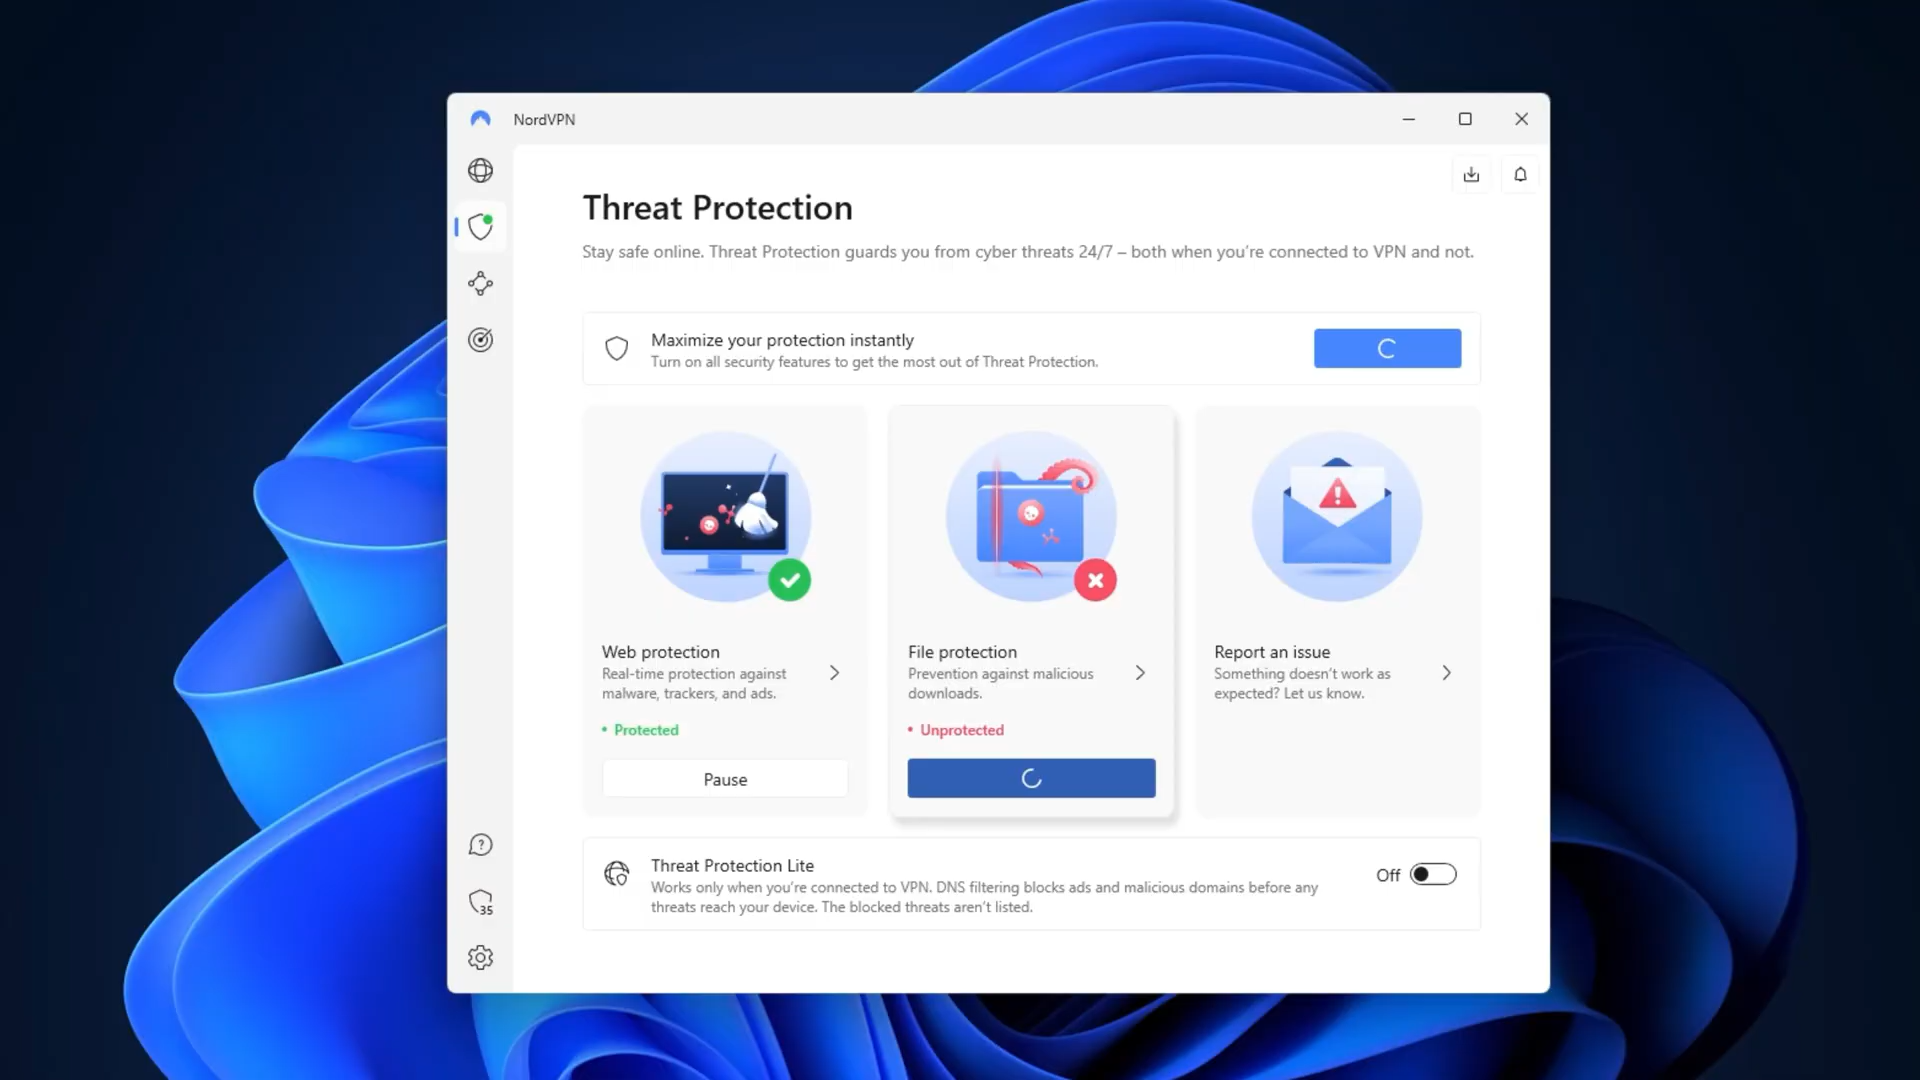 NordVPN
Threat Protection
Stay safe online. Threat Protection guards you from cyber threats 24/7 – both when you’re connected to VPN and not.
Maximize your protection instantly
Turn on all security features to get the most out of Threat Protection.
Web protection
Real-time protection against
malware, trackers, and ads.
Protected
Pause
File protection
Prevention against malicious
downloads.
Unprotected
Report an issue
Something doesn’t work as
expected? Let us know.
Threat Protection Lite
Works only when you’re connected to VPN. DNS filtering blocks ads and malicious domains before any
threats reach your device. The blocked threats aren’t listed.
Off
35